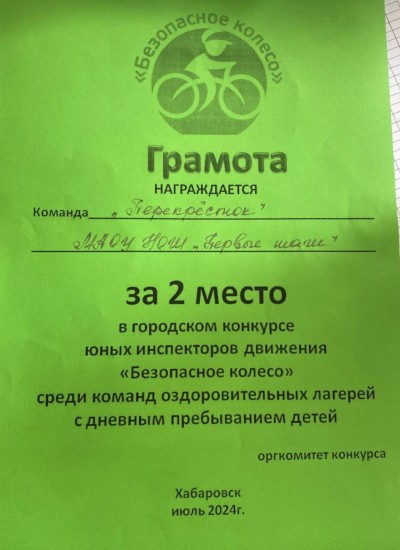 «Безопасное колесо»
Грамота
НАГРАЖДАЕТСЯ
Команда „Перекрёсток"
МАОУ НОШ „Первые шаги"
за 2 место
в городском конкурсе
юных инспекторов движения
«Безопасное колесо»
среди команд оздоровительных лагерей
с дневным пребыванием детей
оргкомитет конкурса
Хабаровск
июль 2024г.